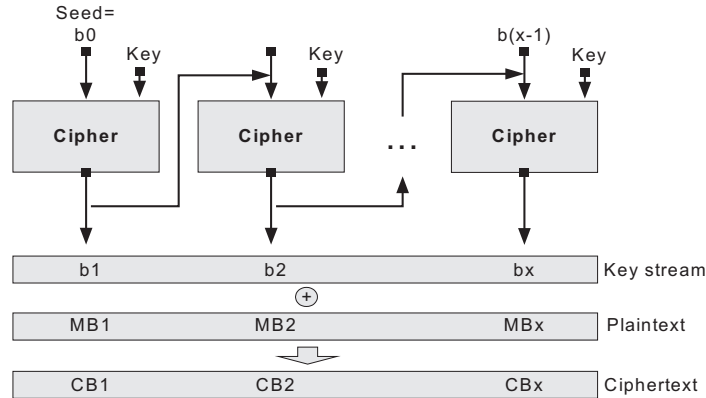 Seed=
b0
b(x-1)
Key
Key
Key
Cipher
Cipher
...
Cipher
b1 b2 bx Key stream
+
MB1 MB2 MBx Plaintext
CB1 CB2 CBx Ciphertext